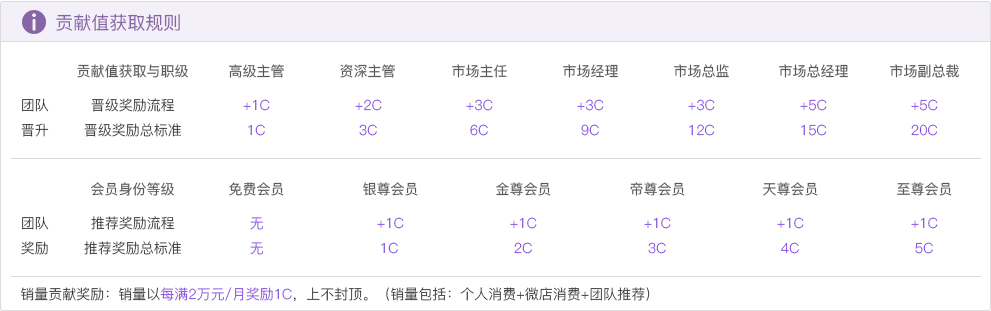 贡献值获取规则
贡献值获取与职级 高级主管 资深主管 市场主任 市场经理 市场总监 市场总经理 市场副总裁
团队 晋级奖励流程 +1C +2C +3C +3C +3C +5C +5C
晋升 晋级奖励总标准 1C 3C 6C 9C 12C 15C 20C
会员身份等级 免费会员 银尊会员 金尊会员 帝尊会员 天尊会员 至尊会员
团队 推荐奖励流程 无 +1C +1C +1C +1C +1C
奖励 推荐奖励总标准 无 1C 2C 3C 4C 5C
销量贡献奖励：销量以每满2万元/月奖励1C，上不封顶。（销量包括：个人消费+微店消费+团队推荐）